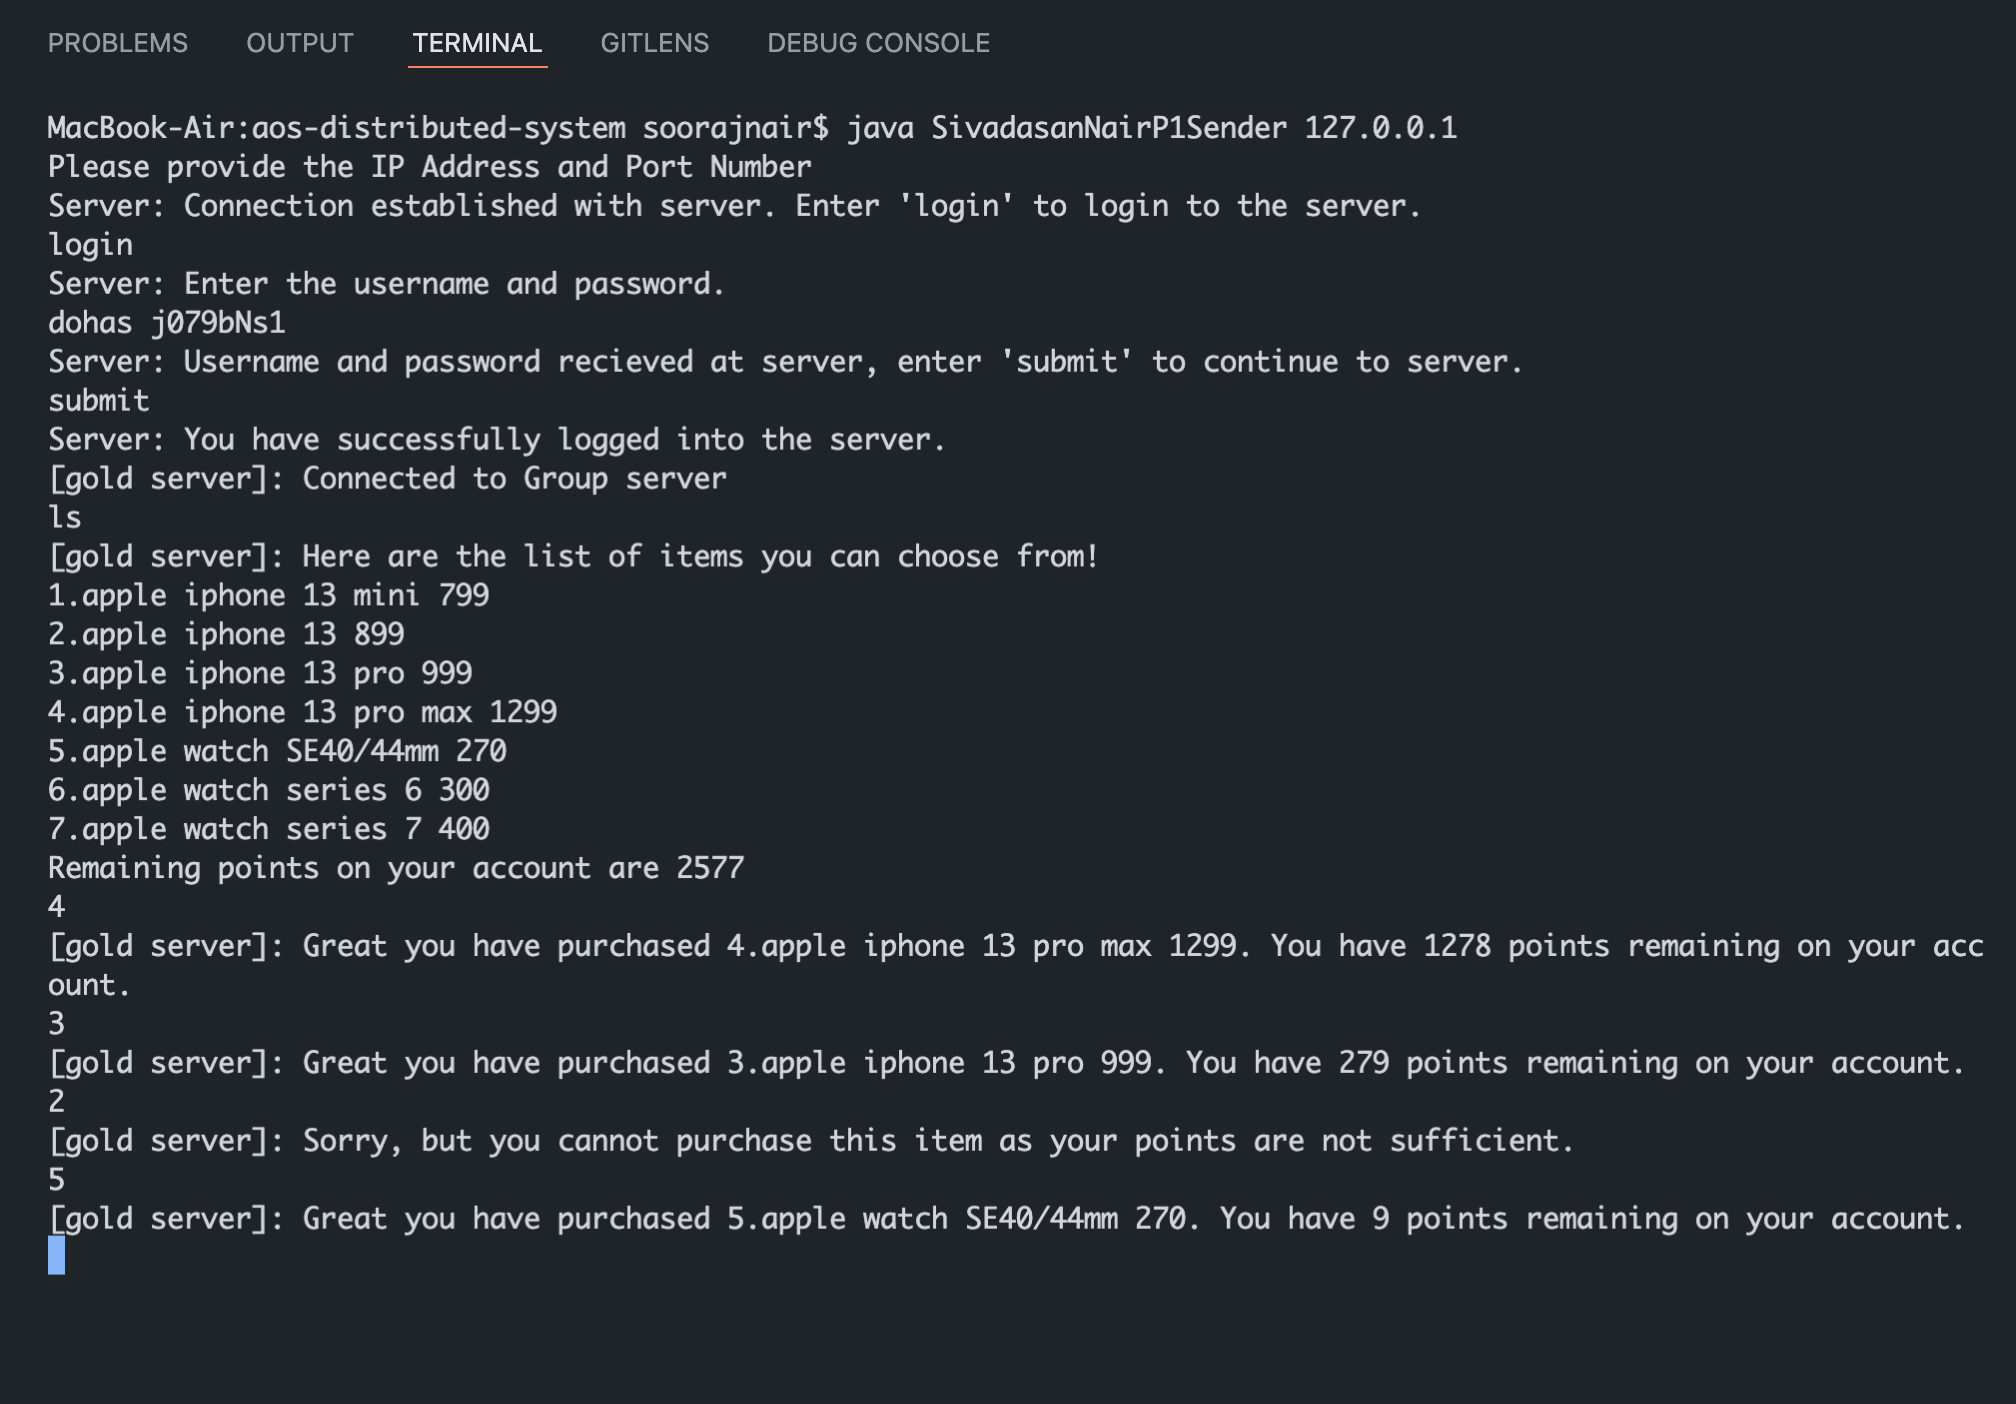 PROBLEMS OUTPUT TERMINAL GITLENS DEBUG CONSOLE
MacBook-Air:aos-distributed-system soorajnair$ java SivadasanNairP1Sender 127.0.0.1
Please provide the IP Address and Port Number
Server: Connection established with server. Enter 'login' to login to the server.
login
Server: Enter the username and password.
dohas j079bNs1
Server: Username and password recieved at server, enter 'submit' to continue to server.
submit
Server: You have successfully logged into the server.
[gold server]: Connected to Group server
ls
[gold server]: Here are the list of items you can choose from!
1.apple iphone 13 mini 799
2.apple iphone 13 899
3.apple iphone 13 pro 999
4.apple iphone 13 pro max 1299
5.apple watch SE40/44mm 270
6.apple watch series 6 300
7.apple watch series 7 400
Remaining points on your account are 2577
4
[gold server]: Great you have purchased 4.apple iphone 13 pro max 1299. You have 1278 points remaining on your acc
ount.
3
[gold server]: Great you have purchased 3.apple iphone 13 pro 999. You have 279 points remaining on your account.
2
[gold server]: Sorry, but you cannot purchase this item as your points are not sufficient.
5
[gold server]: Great you have purchased 5.apple watch SE40/44mm 270. You have 9 points remaining on your account.